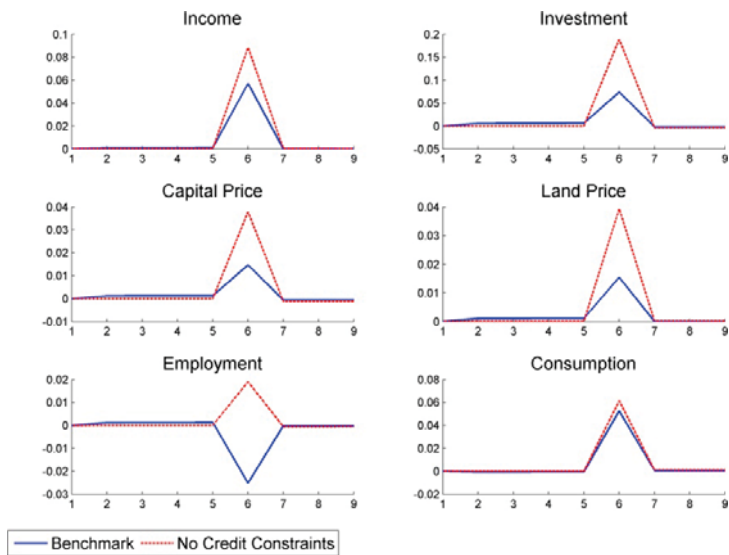 Income
0.1
0.08
0.06
0.04
0.02
0
1 2 3 4 5 6 7 8 9
Investment
0.2
0.15
0.1
0.05
0
-0.05
1 2 3 4 5 6 7 8 9
Capital Price
0.04
0.03
0.02
0.01
0
-0.01
1 2 3 4 5 6 7 8 9
Land Price
0.04
0.03
0.02
0.01
0
1 2 3 4 5 6 7 8 9
Employment
0.02
0.01
0
-0.01
-0.02
-0.03
1 2 3 4 5 6 7 8 9
Consumption
0.08
0.06
0.04
0.02
0
-0.02
1 2 3 4 5 6 7 8 9
Benchmark No Credit Constraints